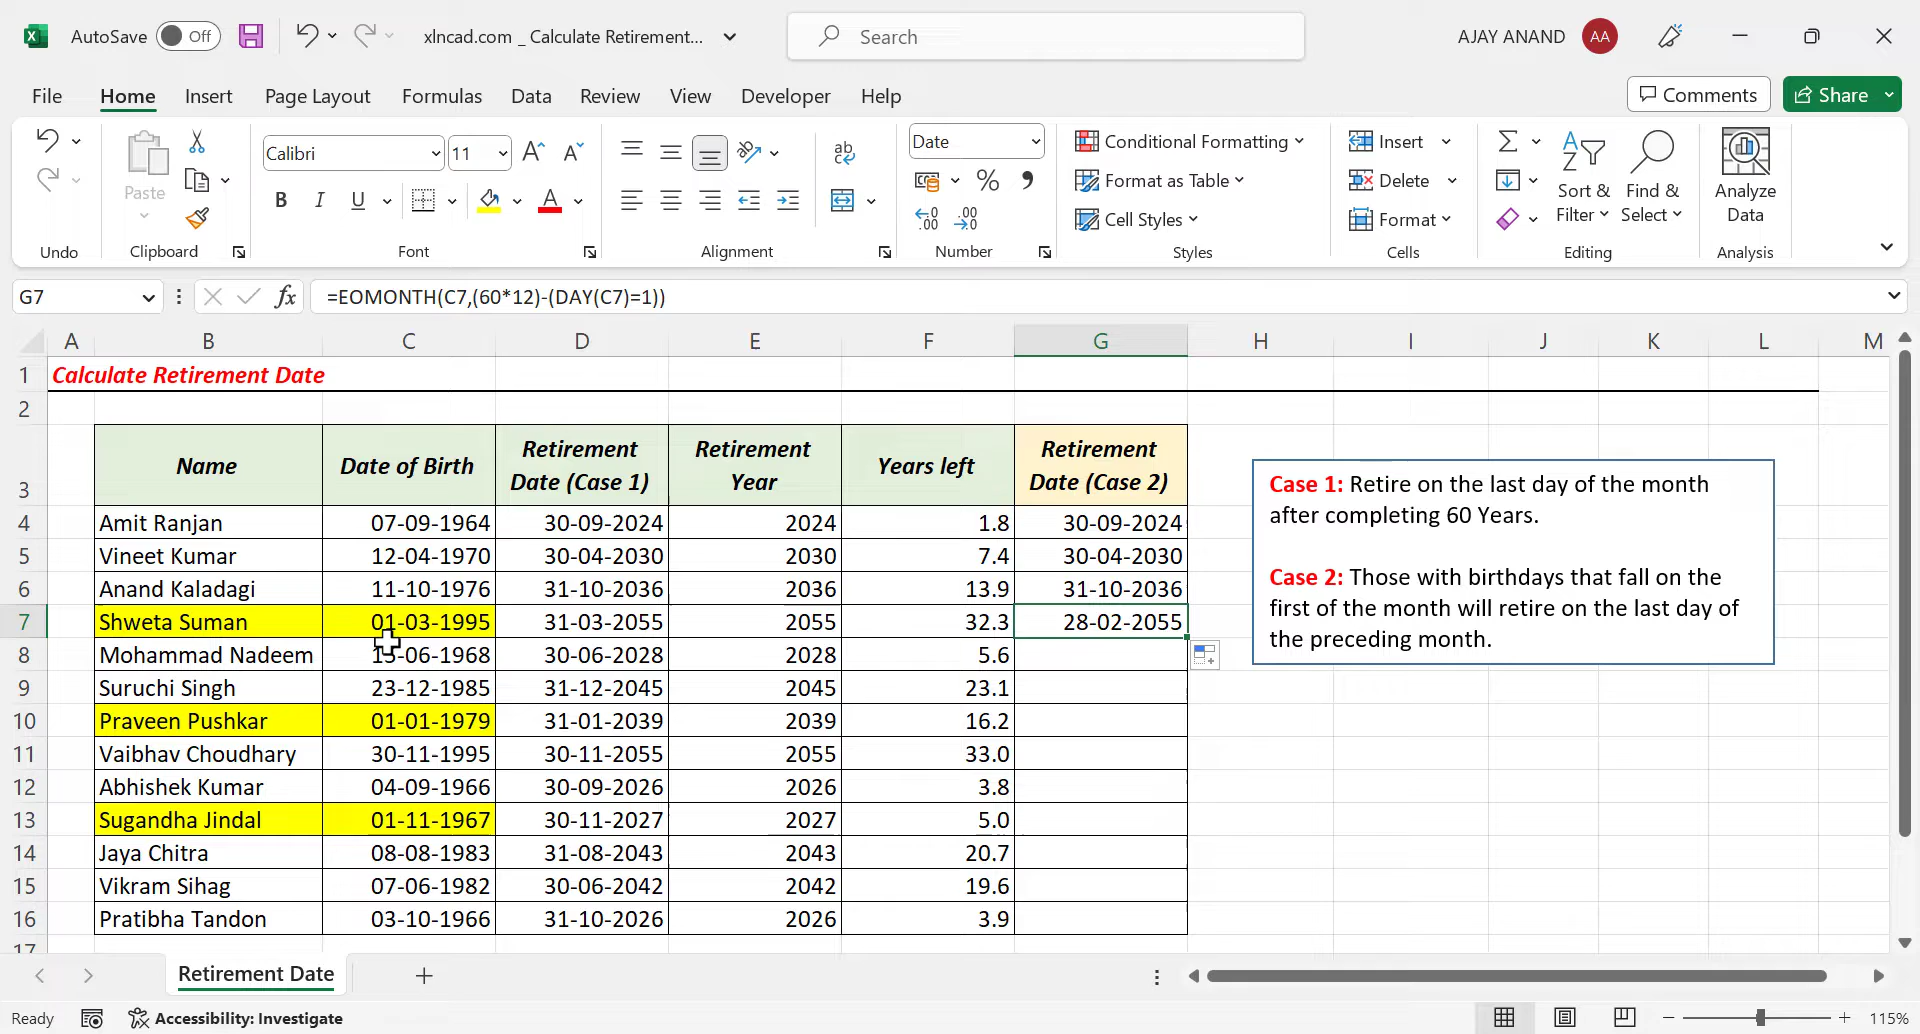 AutoSave Off xlncad.com _ Calculate Retirement... Search AJAY ANAND AA
File Home Insert Page Layout Formulas Data Review View Developer Help Comments Share
Paste
Calibri 11
B I U A
ab
Date
% ,
Conditional Formatting
Format as Table
Cell Styles
Insert
Delete
Format
Sort & Filter
Find & Select
Analyze Data
Undo Clipboard Font Alignment Number Styles Cells Editing Analysis
G7 fx =EOMONTH(C7,(60*12)-(DAY(C7)=1))
A B C D E F G H I J K L M
1 Calculate Retirement Date
2
3 Name Date of Birth Retirement Date (Case 1) Retirement Year Years left Retirement Date (Case 2)
4 Amit Ranjan 07-09-1964 30-09-2024 2024 1.8 30-09-2024
5 Vineet Kumar 12-04-1970 30-04-2030 2030 7.4 30-04-2030
6 Anand Kaladagi 11-10-1976 31-10-2036 2036 13.9 31-10-2036
7 Shweta Suman 01-03-1995 31-03-2055 2055 32.3 28-02-2055
8 Mohammad Nadeem 15-06-1968 30-06-2028 2028 5.6
9 Suruchi Singh 23-12-1985 31-12-2045 2045 23.1
10 Praveen Pushkar 01-01-1979 31-01-2039 2039 16.2
11 Vaibhav Choudhary 30-11-1995 30-11-2055 2055 33.0
12 Abhishek Kumar 04-09-1966 30-09-2026 2026 3.8
13 Sugandha Jindal 01-11-1967 30-11-2027 2027 5.0
14 Jaya Chitra 08-08-1983 31-08-2043 2043 20.7
15 Vikram Sihag 07-06-1982 30-06-2042 2042 19.6
16 Pratibha Tandon 03-10-1966 31-10-2026 2026 3.9
17
Case 1: Retire on the last day of the month
after completing 60 Years.
Case 2: Those with birthdays that fall on the
first of the month will retire on the last day of
the preceding month.
Retirement Date
Ready Accessibility: Investigate 115%